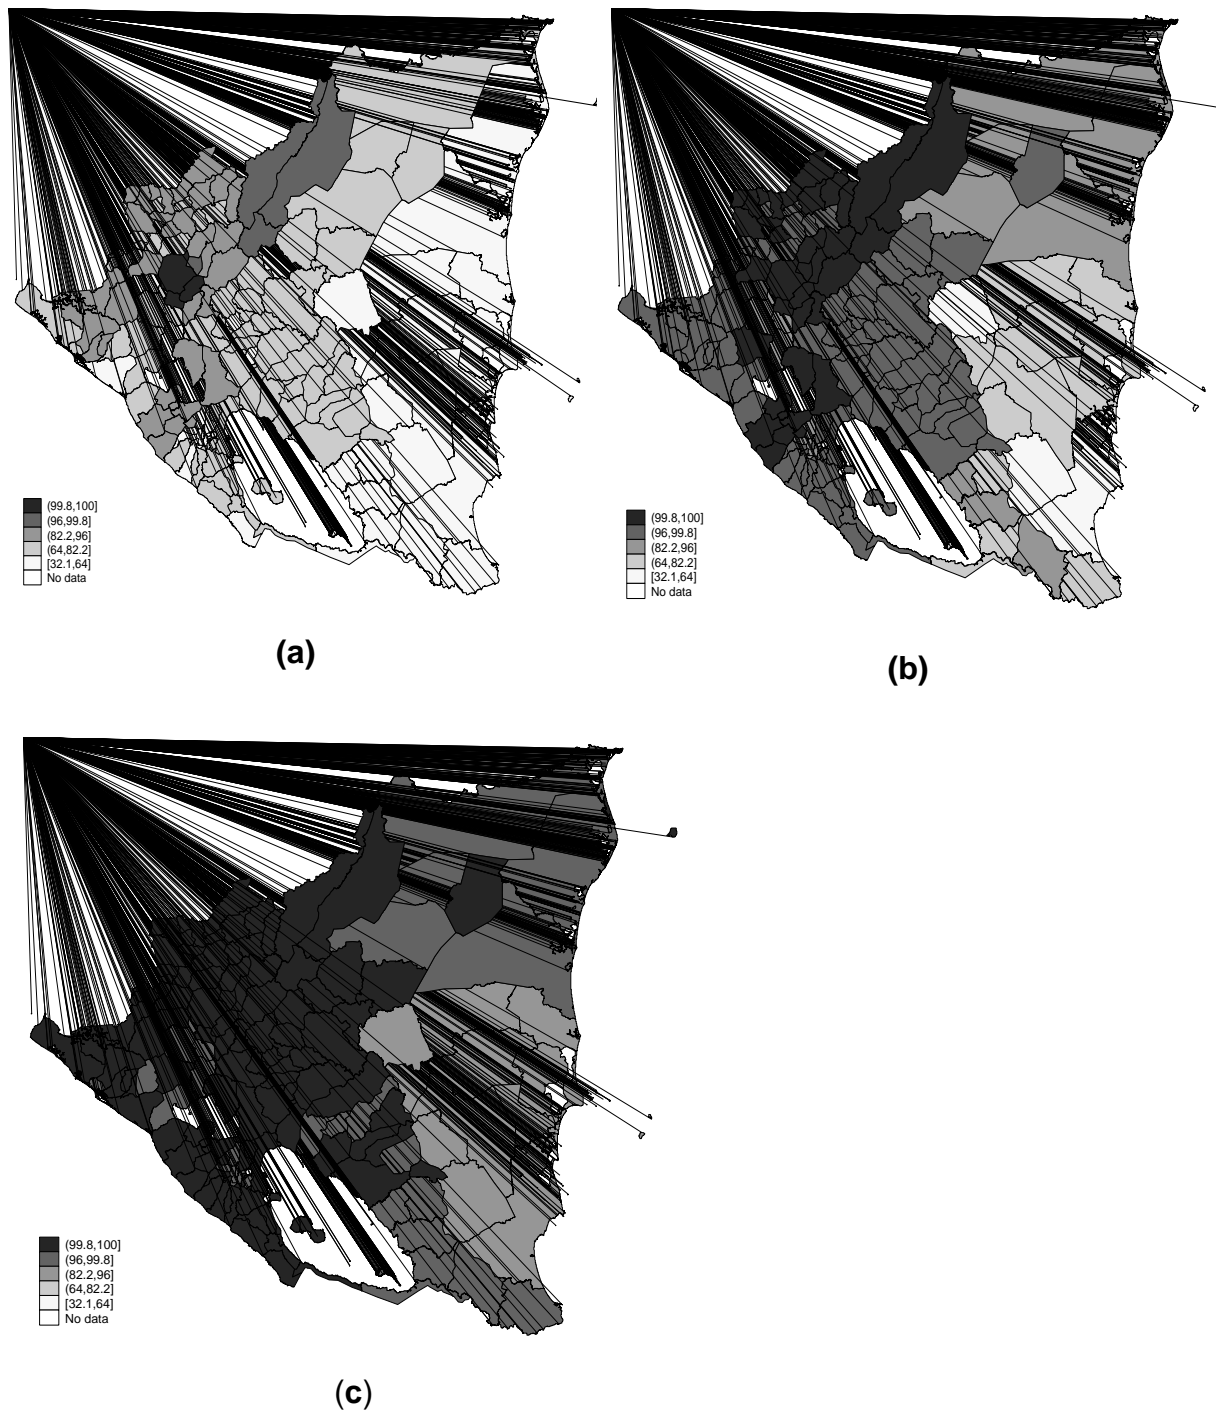 (99.8,100]
(96,99.8]
(82.2,96]
(64,82.2]
[32.1,64]
No data
(a)
(99.8,100]
(96,99.8]
(82.2,96]
(64,82.2]
[32.1,64]
No data
(b)
(99.8,100]
(96,99.8]
(82.2,96]
(64,82.2]
[32.1,64]
No data
(c)